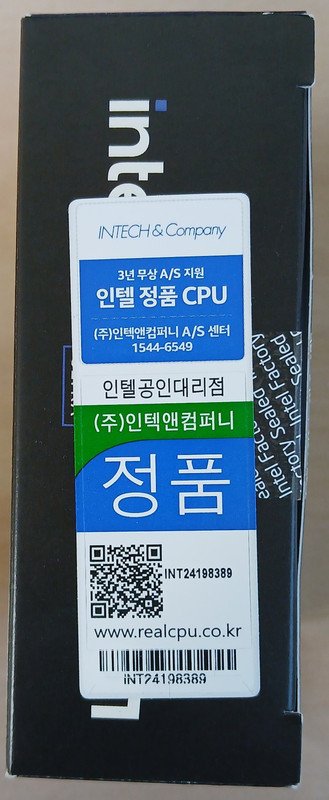 INTECH & Company
3년 무상 A/S 지원
인텔 정품 CPU
(주)인텍앤컴퍼니 A/S 센터
1544-6549
인텔공인대리점
(주)인텍앤컴퍼니
정품
INT24198389
www.realcpu.co.kr
INT24198389
inte
Intel Factory Sealed
Intel Factory